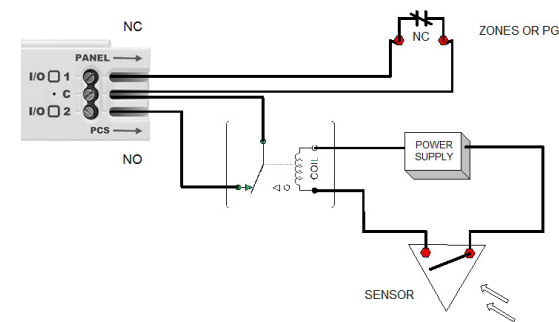 NC
ZONES OR PG
NC
PANEL
I/O 1
· C
I/O 2
PCS
NO
COIL
POWER
SUPPLY
SENSOR